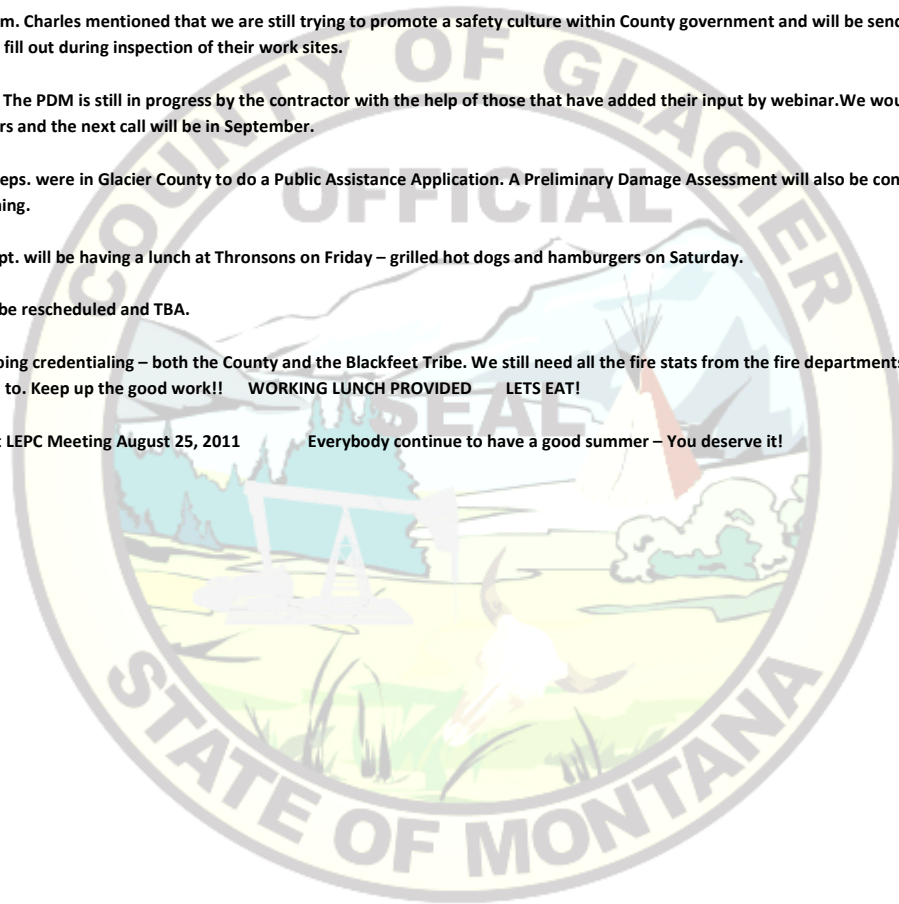 m. Charles mentioned that we are still trying to promote a safety culture within County government and will be send
fill out during inspection of their work sites.
The PDM is still in progress by the contractor with the help of those that have added their input by webinar.We wou
rs and the next call will be in September.
eps. were in Glacier County to do a Public Assistance Application. A Preliminary Damage Assessment will also be con
ning.
pt. will be having a lunch at Thronsons on Friday – grilled hot dogs and hamburgers on Saturday.
be rescheduled and TBA.
oing credentialing – both the County and the Blackfeet Tribe. We still need all the fire stats from the fire departments
to. Keep up the good work!! WORKING LUNCH PROVIDED LETS EAT!
: LEPC Meeting August 25, 2011 Everybody continue to have a good summer – You deserve it!
COUNTY OF GLACIER
OFFICIAL
SEAL
STATE OF MONTANA